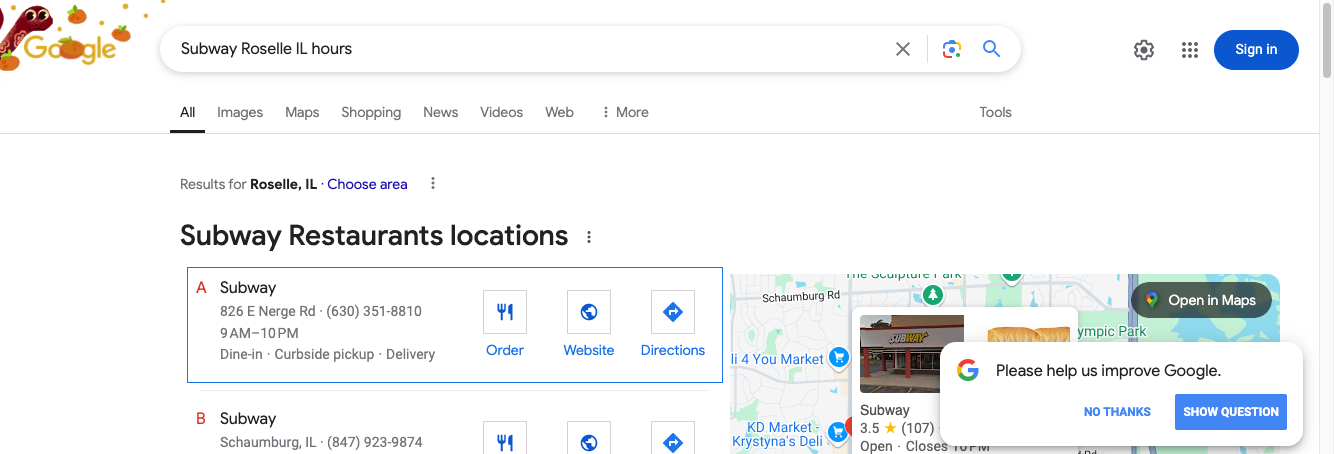 Google
Subway Roselle IL hours
Sign in
All Images Maps Shopping News Videos Web More Tools
Results for Roselle, IL · Choose area
Subway Restaurants locations
A Subway
826 E Nerge Rd · (630) 351-8810
9 AM–10 PM
Dine-in · Curbside pickup · Delivery
Order Website Directions
B Subway
Schaumburg, IL · (847) 923-9874
The Sculpture Park
Schaumburg Rd
Open in Maps
ympic Park
li 4 You Market
SUBWAY
Subway
3.5 ★ (107)
Open · Closes 10 PM
KD Market -
Krystyna's Deli
Please help us improve Google.
NO THANKS SHOW QUESTION
d Rd